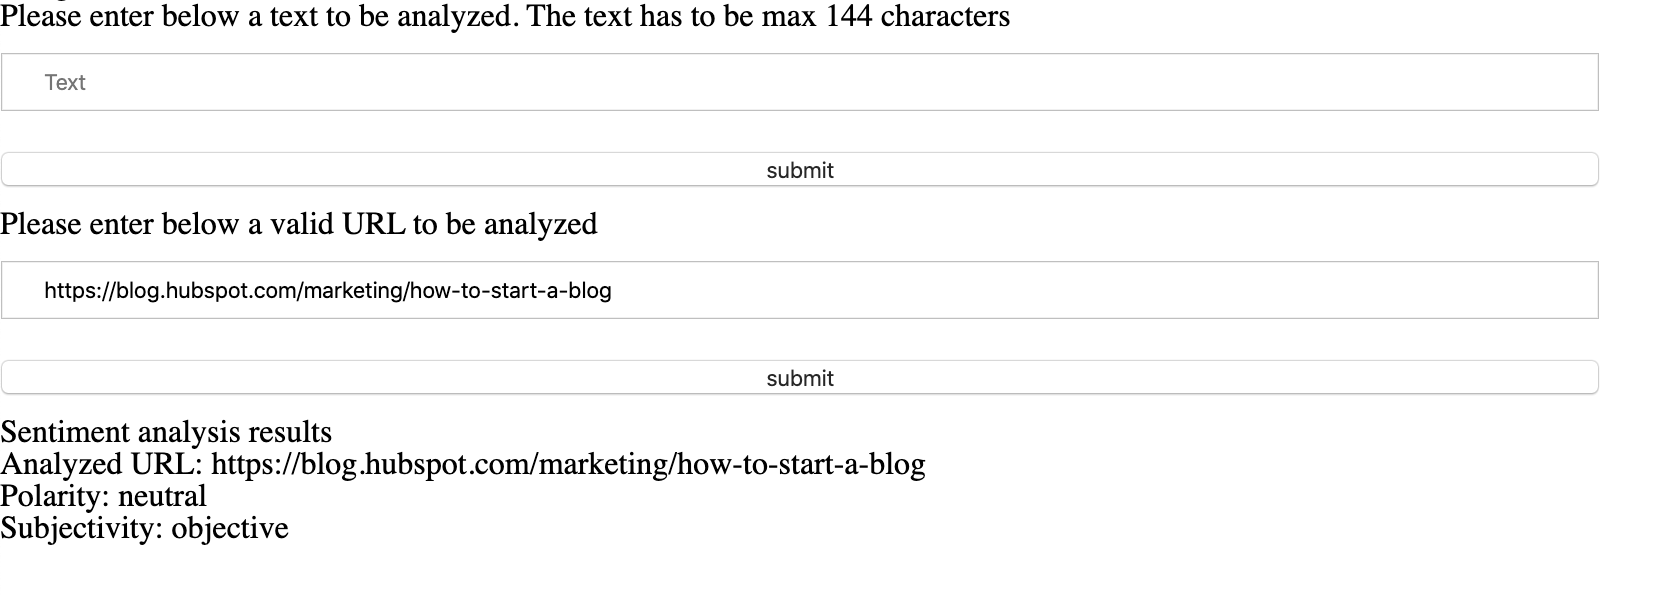 Please enter below a text to be analyzed. The text has to be max 144 characters
Text
submit
Please enter below a valid URL to be analyzed
https://blog.hubspot.com/marketing/how-to-start-a-blog
submit
Sentiment analysis results
Analyzed URL: https://blog.hubspot.com/marketing/how-to-start-a-blog
Polarity: neutral
Subjectivity: objective